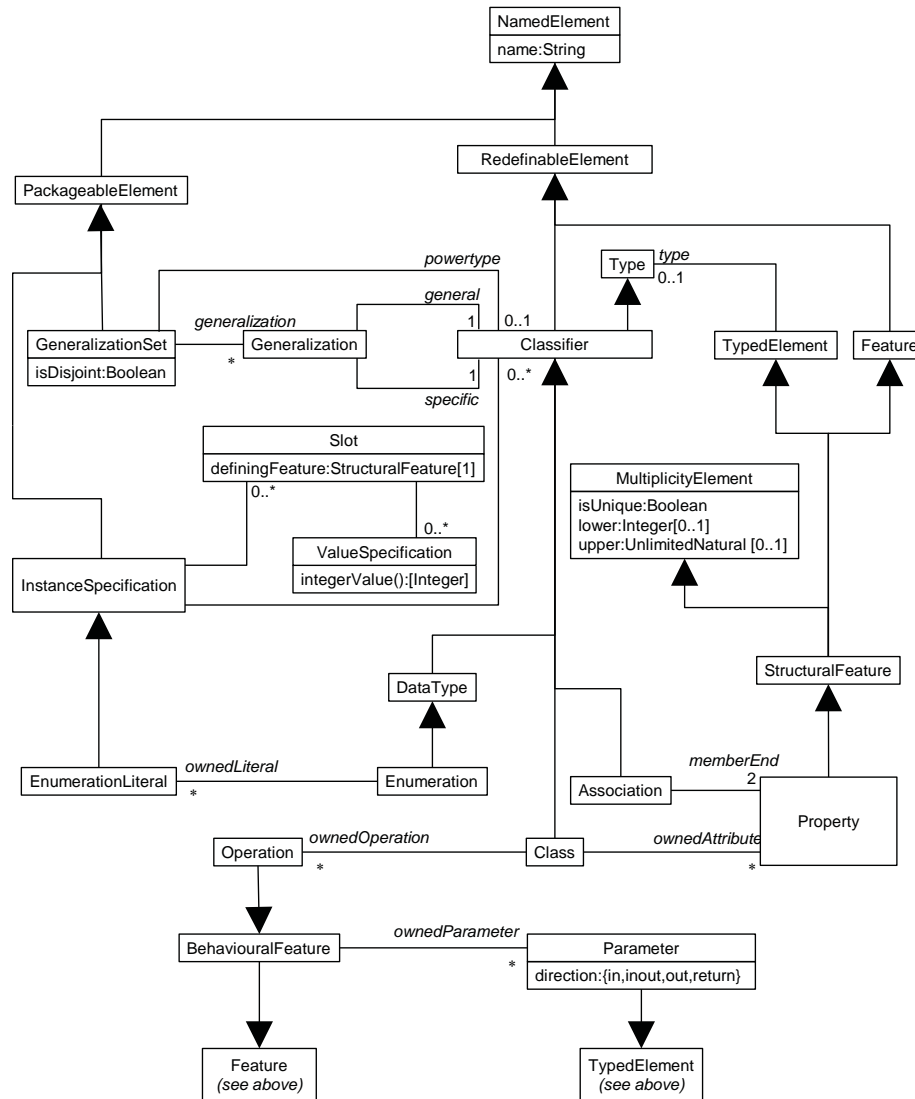 NamedElement
name:String
RedefinableElement
PackageableElement
powertype
Type
type
0..1
general
generalization
1
0..1
GeneralizationSet
isDisjoint:Boolean
*
Generalization
Classifier
TypedElement
Feature
1
0..*
specific
Slot
definingFeature:StructuralFeature[1]
0..*
MultiplicityElement
isUnique:Boolean
lower:Integer[0..1]
upper:UnlimitedNatural [0..1]
0..*
ValueSpecification
integerValue():[Integer]
InstanceSpecification
StructuralFeature
DataType
EnumerationLiteral
ownedLiteral
*
Enumeration
Association
memberEnd
2
Property
Operation
ownedOperation
*
Class
ownedAttribute
*
BehaviouralFeature
ownedParameter
*
Parameter
direction:{in,inout,out,return}
Feature
(see above)
TypedElement
(see above)